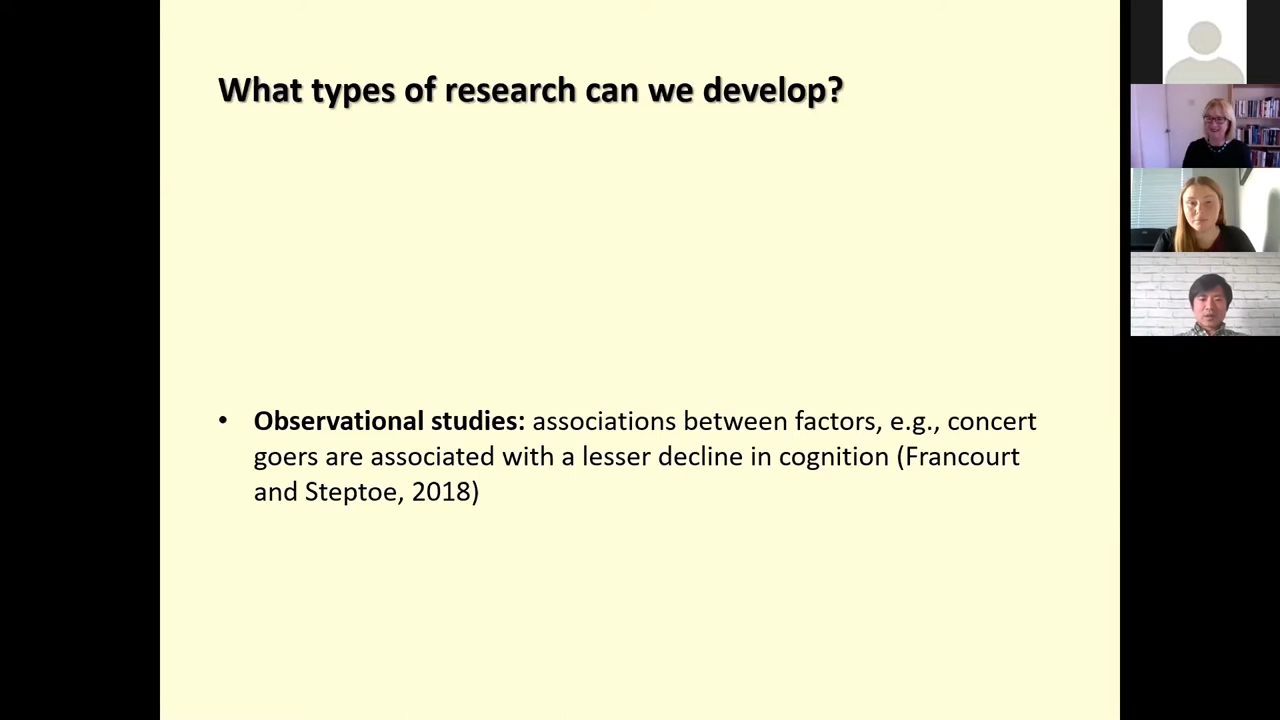 What types of research can we develop?
• Observational studies: associations between factors, e.g., concert
goers are associated with a lesser decline in cognition (Francourt
and Steptoe, 2018)